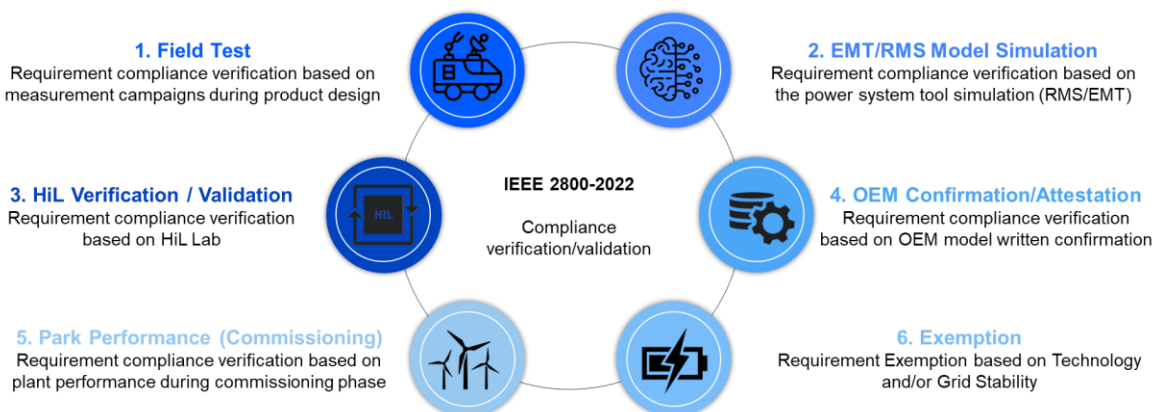 1. Field Test
Requirement compliance verification based on
measurement campaigns during product design
2. EMT/RMS Model Simulation
Requirement compliance verification based on
the power system tool simulation (RMS/EMT)
3. HiL Verification / Validation
Requirement compliance verification
based on HiL Lab
HIL
IEEE 2800-2022
Compliance
verification/validation
4. OEM Confirmation/Attestation
Requirement compliance verification
based on OEM model written confirmation
5. Park Performance (Commissioing)
Requirement compliance verification based on
plant performance during commissioning phase
6. Exemption
Requirement Exemption based on Technology
and/or Grid Stability